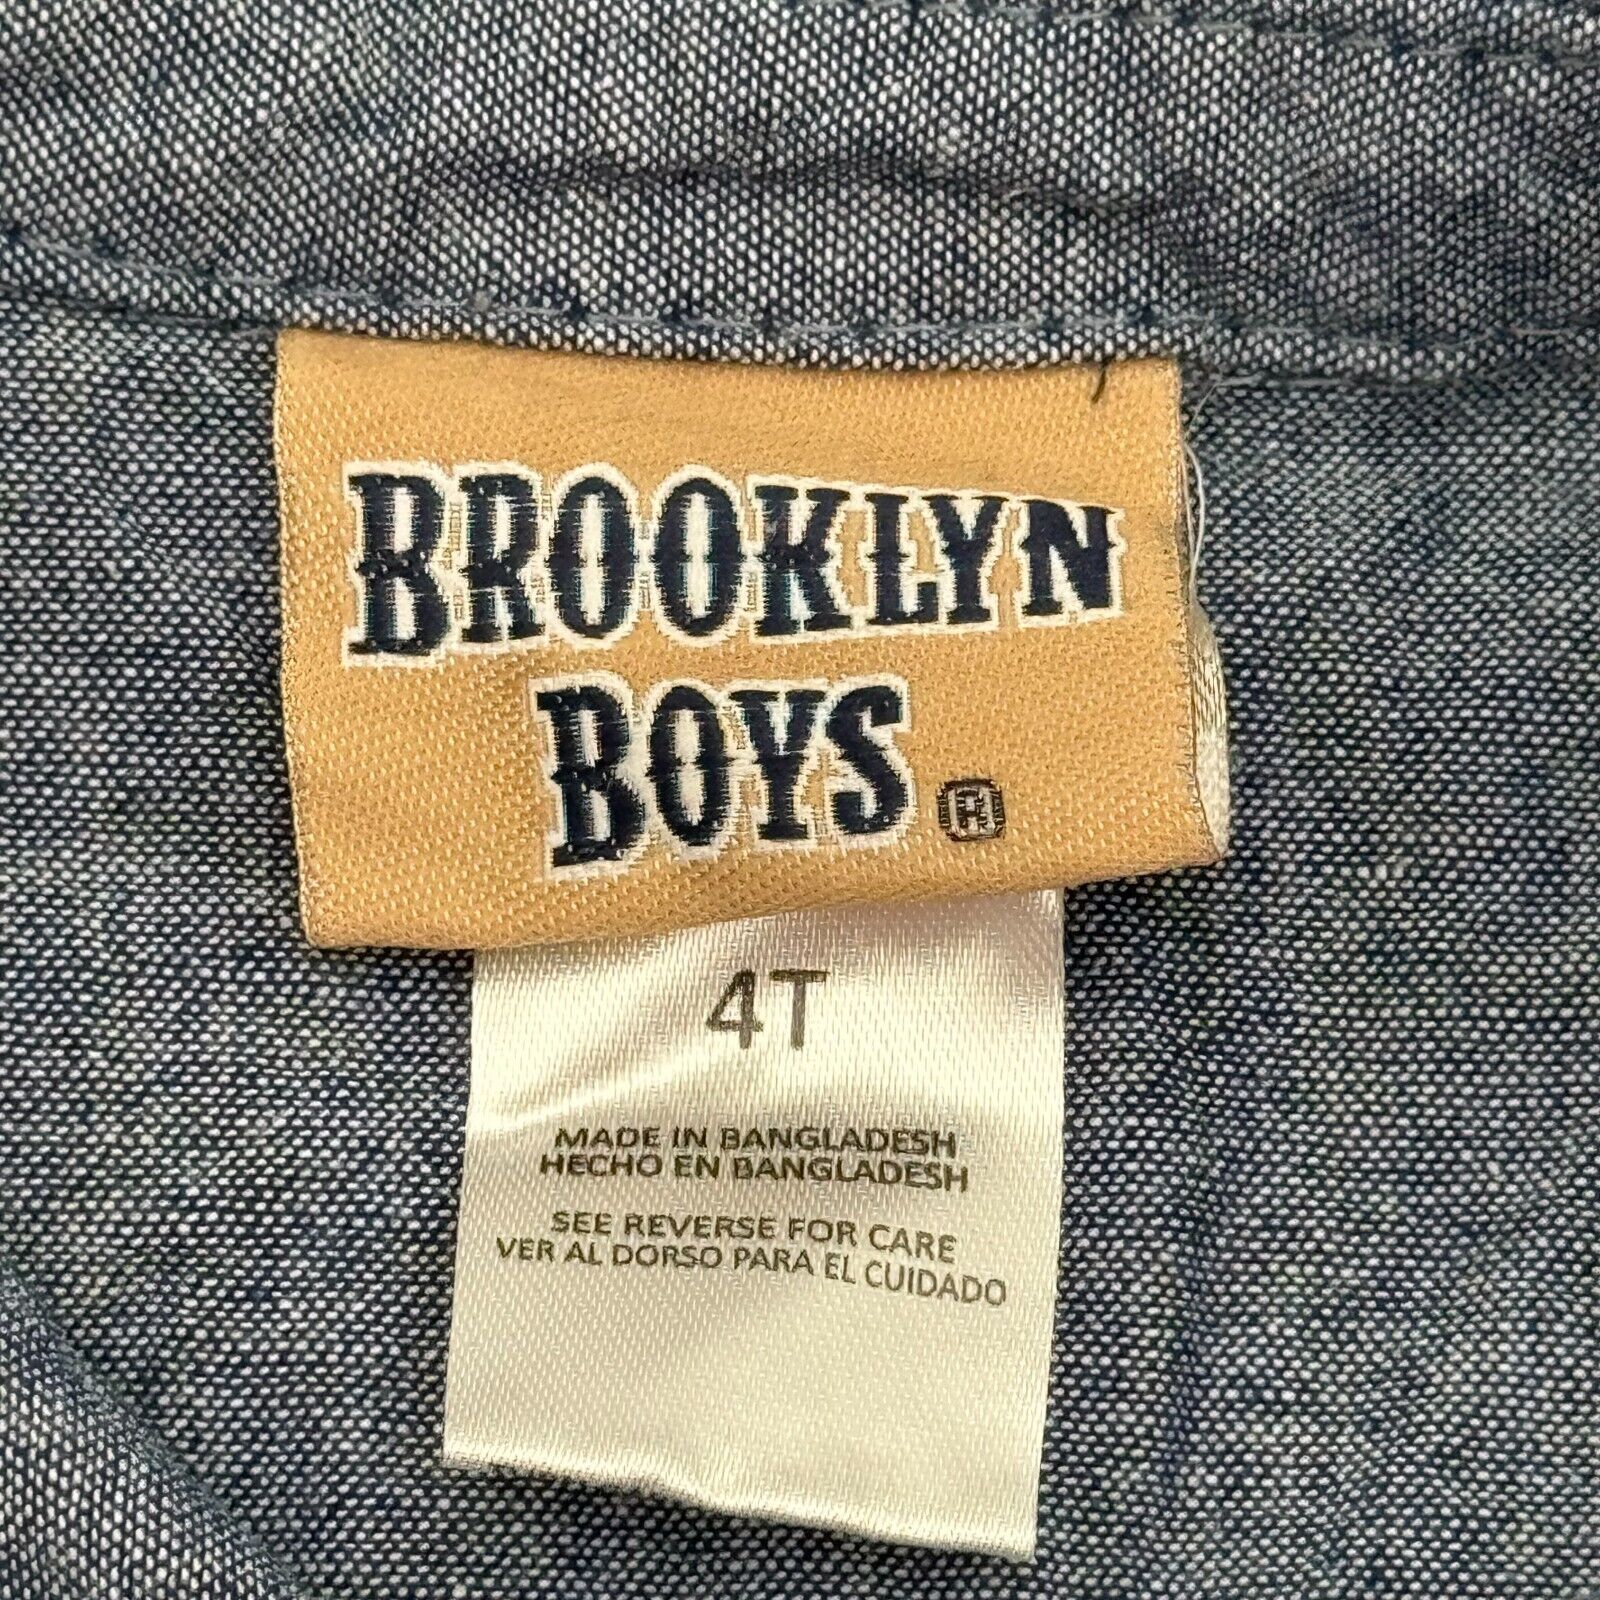 BROOKLYN
BOYS ®
4T
MADE IN BANGLADESH
HECHO EN BANGLADESH
SEE REVERSE FOR CARE
VER AL DORSO PARA EL CUIDADO